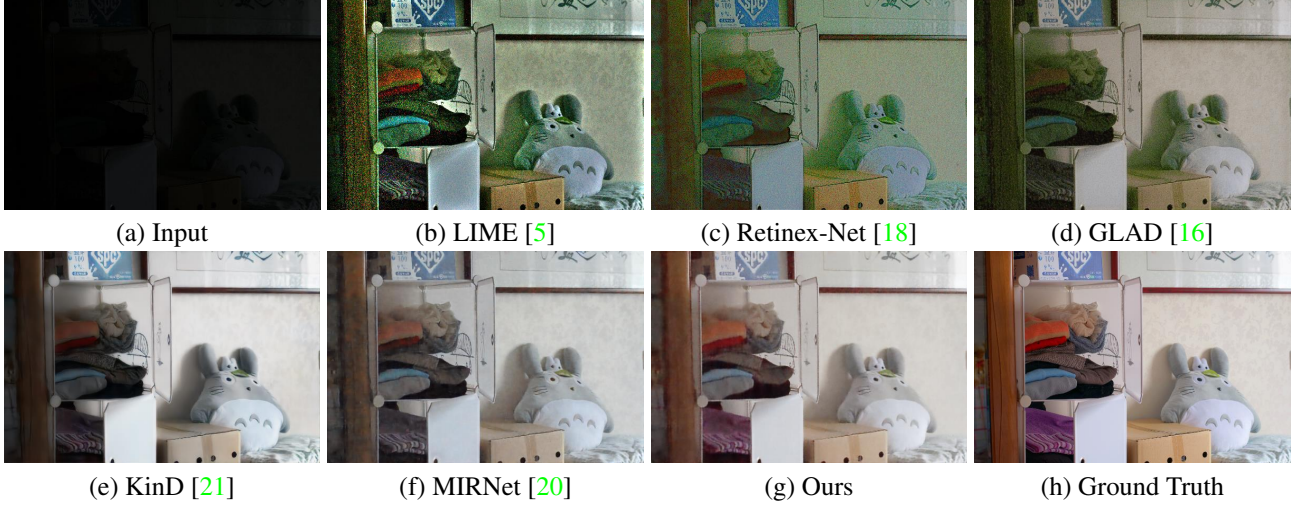 (a) Input
(b) LIME [5]
(c) Retinex-Net [18]
(d) GLAD [16]
(e) KinD [21]
(f) MIRNet [20]
(g) Ours
(h) Ground Truth